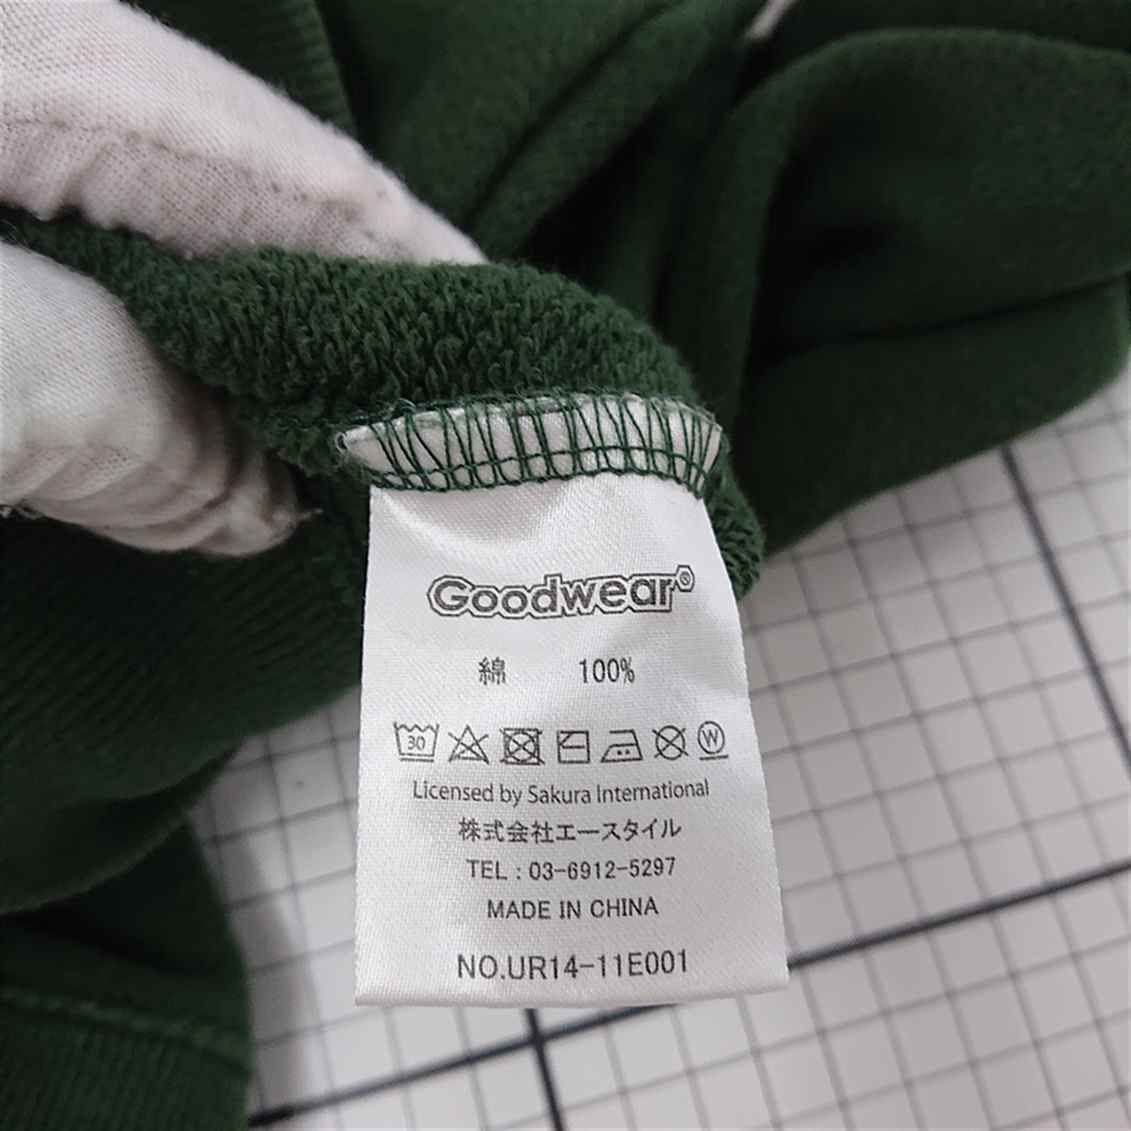 Goodwear®
綿 100%
30 W
Licensed by Sakura International
株式会社エースタイル
TEL : 03-6912-5297
MADE IN CHINA
NO.UR14-11E001